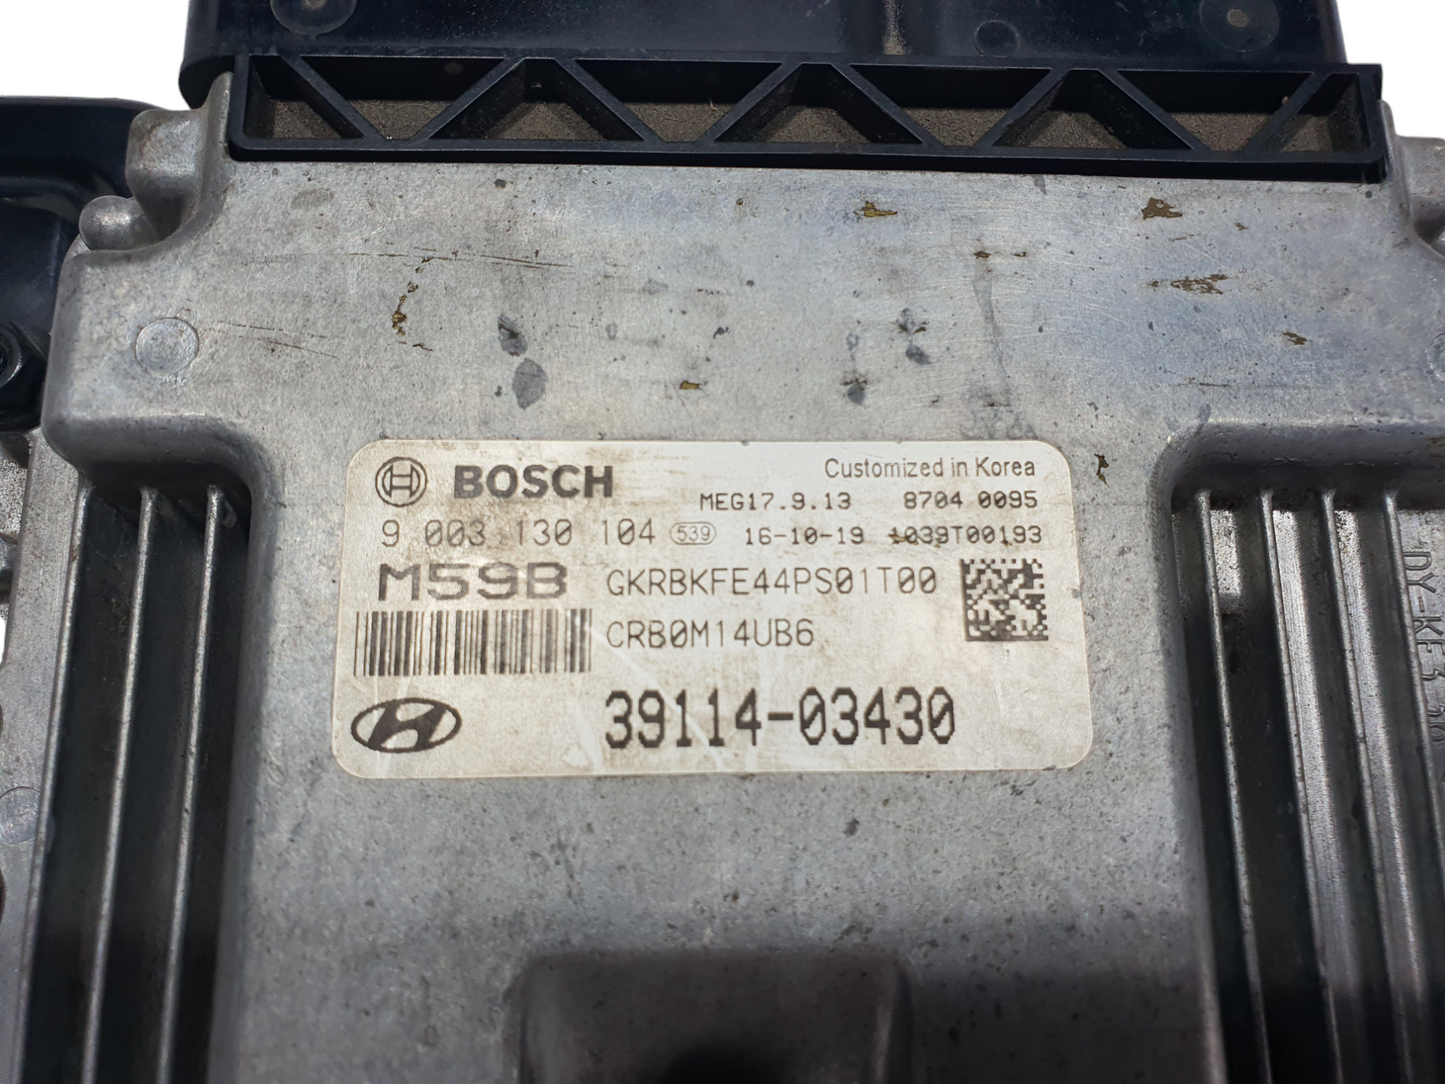 BOSCH
Customized in Korea
MEG17.9.13 8704 0095
9 003 130 104 539 16-10-19 1039T00193
M59B GKRBKFE44PS01T00
CRB0M14UB6
39114-03430